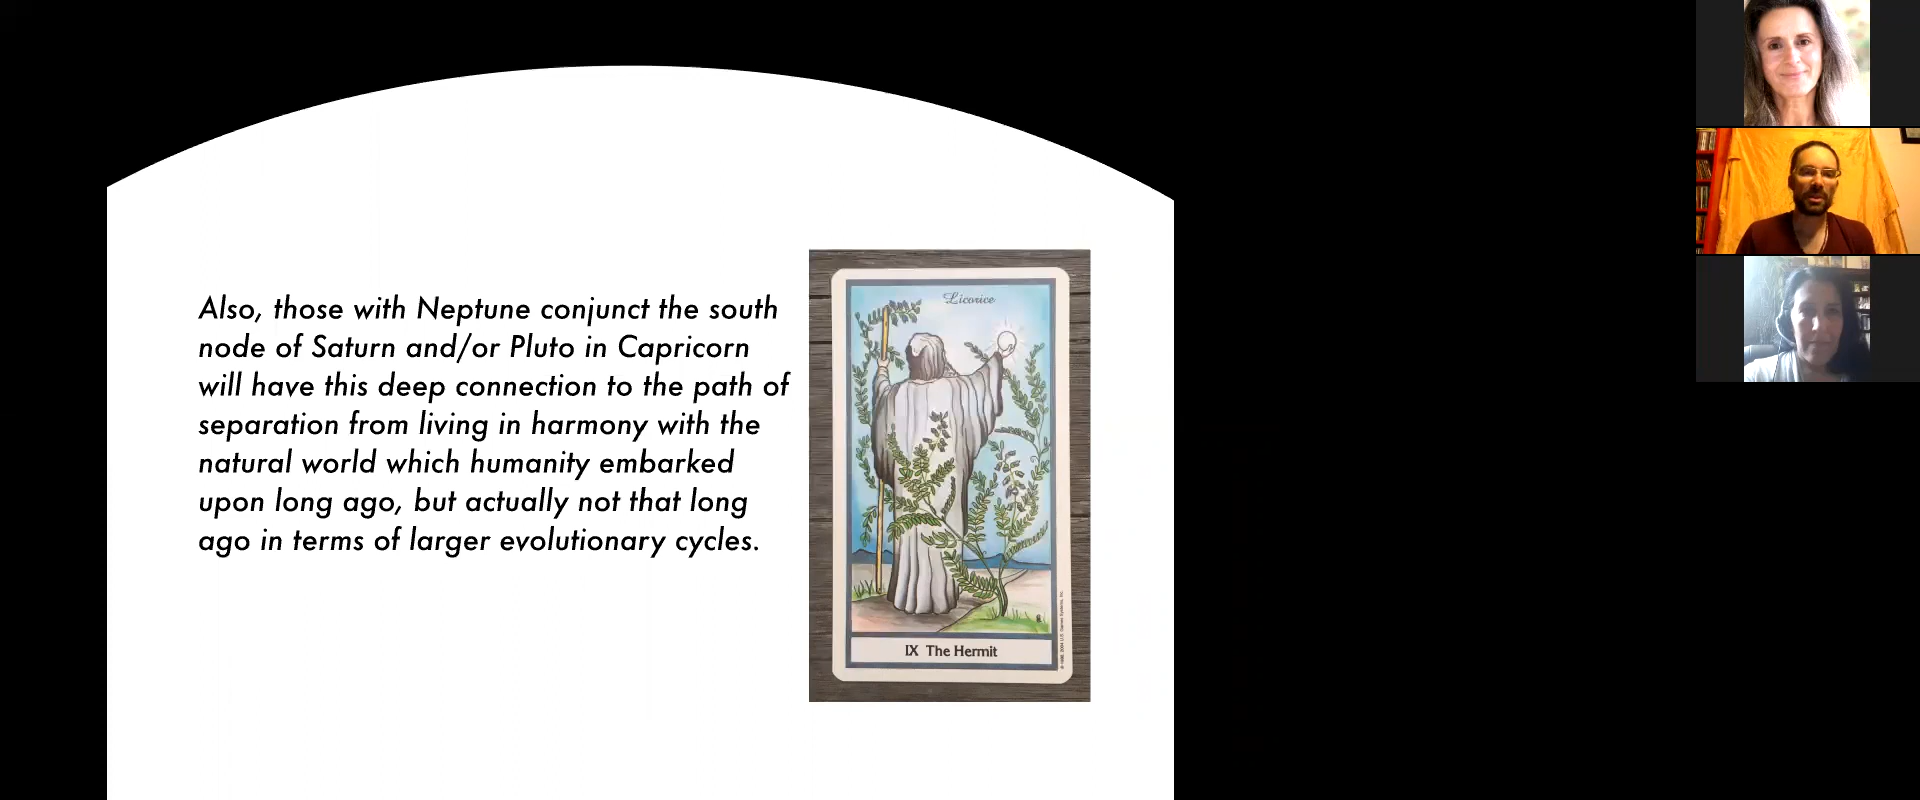 Also, those with Neptune conjunct the south
node of Saturn and/or Pluto in Capricorn
will have this deep connection to the path of
separation from living in harmony with the
natural world which humanity embarked
upon long ago, but actually not that long
ago in terms of larger evolutionary cycles.
Licorice
IX The Hermit